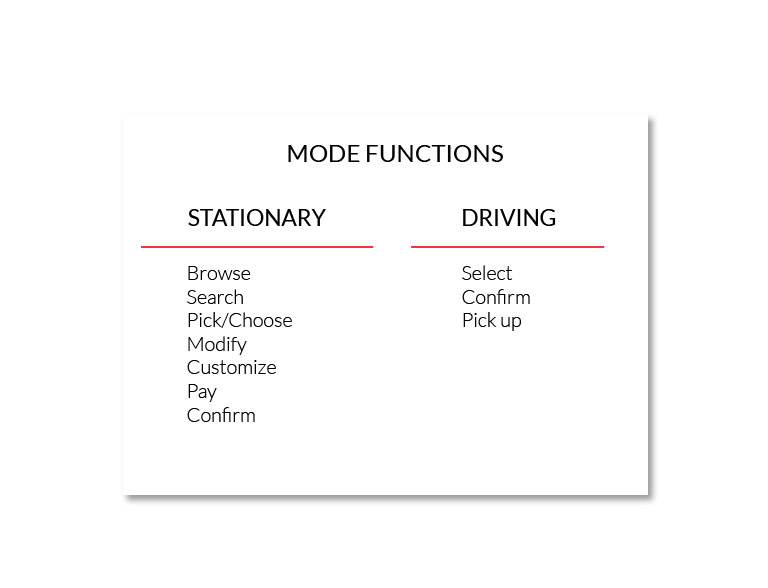 MODE FUNCTIONS
STATIONARY
Browse
Search
Pick/Choose
Modify
Customize
Pay
Confirm
DRIVING
Select
Confirm
Pick up